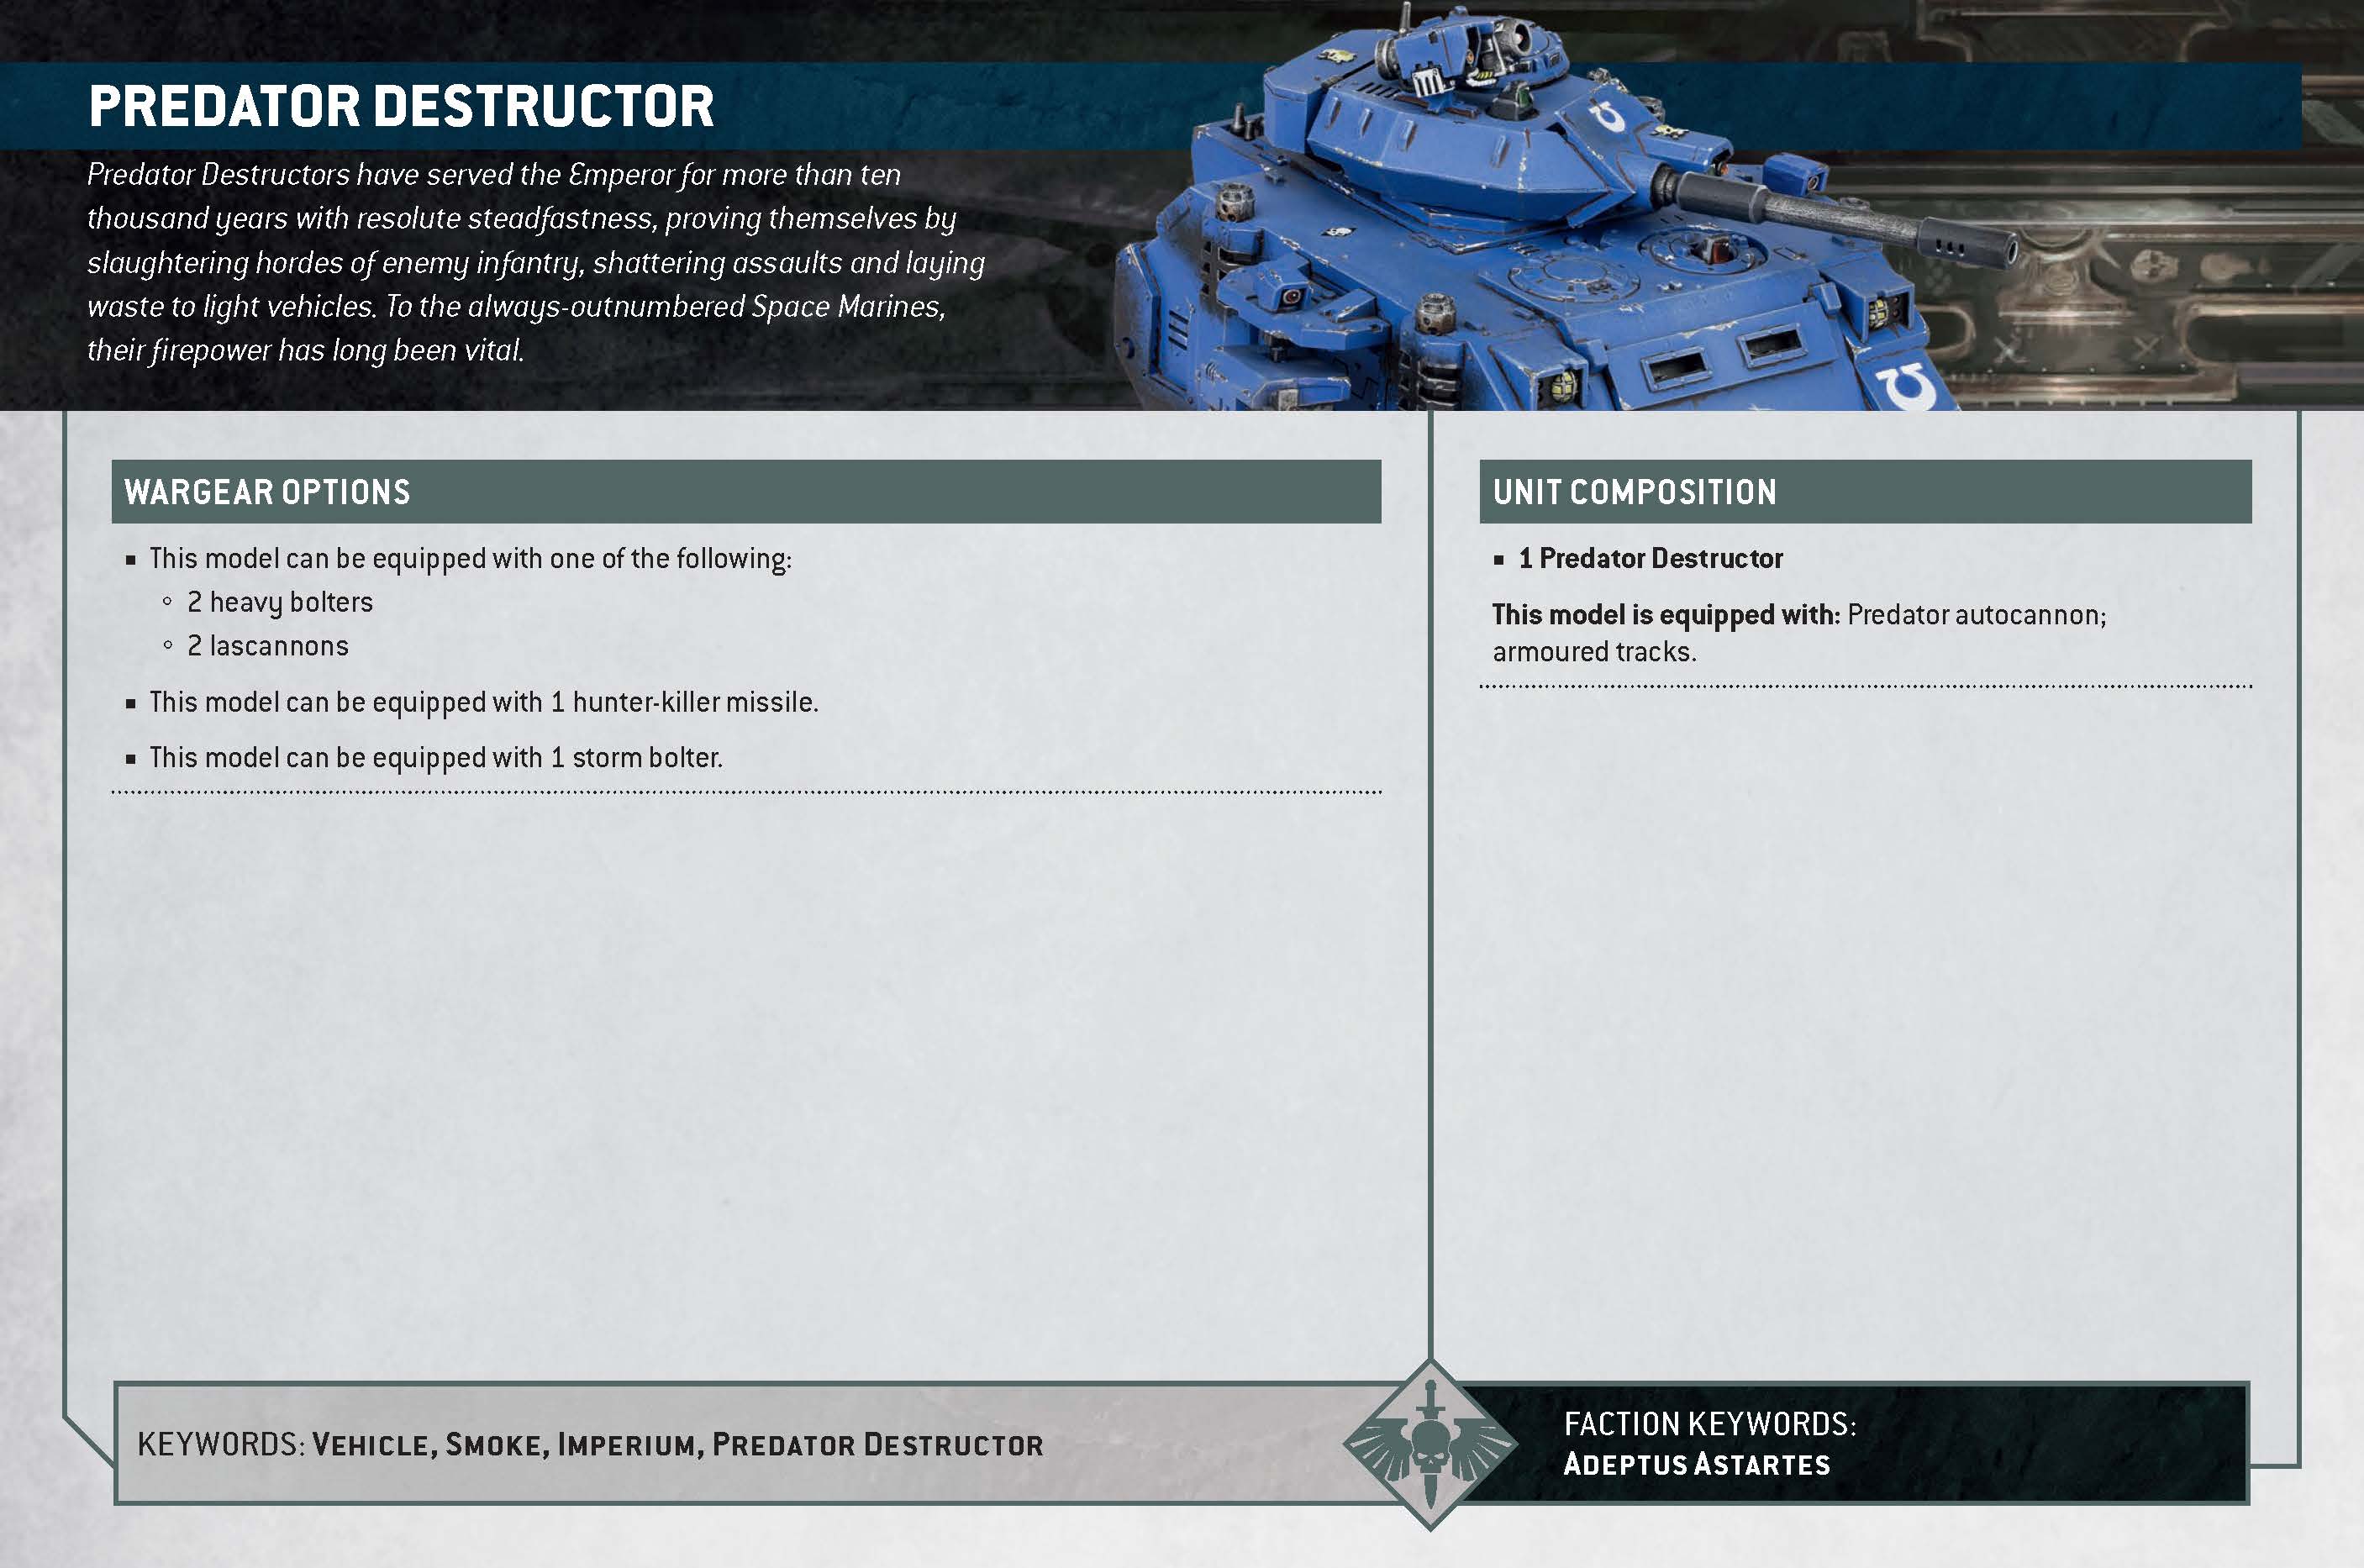 PREDATOR DESTRUCTOR
Predator Destructors have served the Emperor for more than ten
thousand years with resolute steadfastness, proving themselves by
slaughtering hordes of enemy infantry, shattering assaults and laying
waste to light vehicles. To the always-outnumbered Space Marines,
their firepower has long been vital.
WARGEAR OPTIONS
▪ This model can be equipped with one of the following:
◦ 2 heavy bolters
◦ 2 lascannons
▪ This model can be equipped with 1 hunter-killer missile.
▪ This model can be equipped with 1 storm bolter.
UNIT COMPOSITION
▪ 1 Predator Destructor
This model is equipped with: Predator autocannon;
armoured tracks.
KEYWORDS: VEHICLE, SMOKE, IMPERIUM, PREDATOR DESTRUCTOR
FACTION KEYWORDS:
ADEPTUS ASTARTES